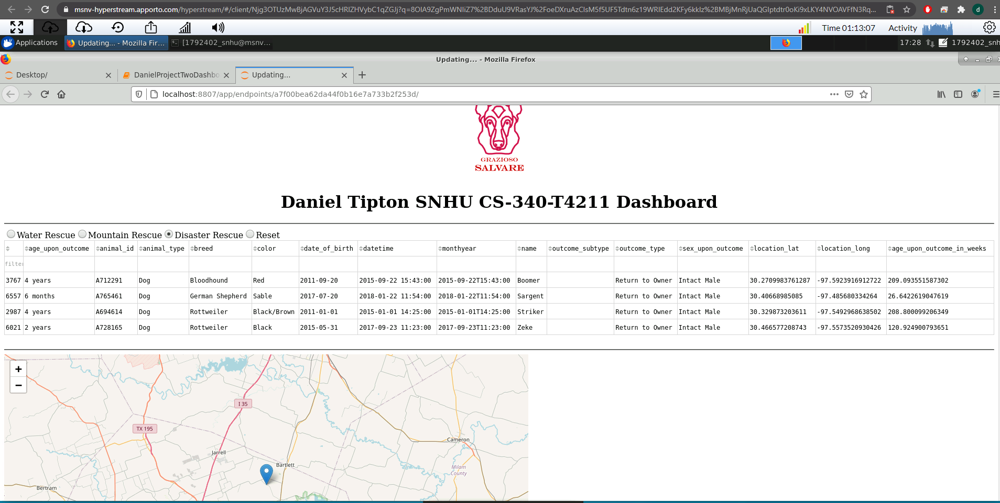 msnv-hyperstream.apporto.com/hyperstream/#/client/Njg3OTUzMwBjAGVuY3J5cHRlZHVybC1qZGJj?q=8OIA9ZgPmWNIiZ7%2BDduU9VRasYJ%2FoeDXruAzClsM5f5UF5Tdtn6z19WRIEdd2KFy6kkIz%2BMBjMnRjUaQGIptdtr0oKi9xLKY4NVOAVFfN3Rq...
d
Time 01:13:07 Activity
Applications Updating... - Mozilla Fir... [1792402_snhu@msnv... 17:28 1792402_snh
Updating... - Mozilla Firefox
Desktop/ DanielProjectTwoDashbo Updating...
localhost:8807/app/endpoints/a7f00bea62da44f0b16e7a733b2f253d/
GRAZIOSO
SALVARE
Daniel Tipton SNHU CS-340-T4211 Dashboard
Water Rescue Mountain Rescue Disaster Rescue Reset
age_upon_outcome animal_id animal_type breed color date_of_birth datetime monthyear name outcome_subtype outcome_type sex_upon_outcome location_lat location_long age_upon_outcome_in_weeks
filter
3767 4 years A712291 Dog Bloodhound Red 2011-09-20 2015-09-22 15:43:00 2015-09-22T15:43:00 Boomer Return to Owner Intact Male 30.2709983761287 -97.5923916912722 209.093551587302
6557 6 months A765461 Dog German Shepherd Sable 2017-07-20 2018-01-22 11:54:00 2018-01-22T11:54:00 Sargent Return to Owner Intact Male 30.40668985085 -97.485680334264 26.6422619047619
2987 4 years A694614 Dog Rottweiler Black/Brown 2011-01-01 2015-01-01 14:25:00 2015-01-01T14:25:00 Striker Return to Owner Intact Male 30.329873203611 -97.5492968638502 208.800099206349
6021 2 years A728165 Dog Rottweiler Black 2015-05-31 2017-09-23 11:23:00 2017-09-23T11:23:00 Zeke Return to Owner Intact Male 30.466577208743 -97.5573520930426 120.924900793651
+
−
I 35
TX 195
Cameron
Jarrell
Bartlett
Milam
County
Bertram